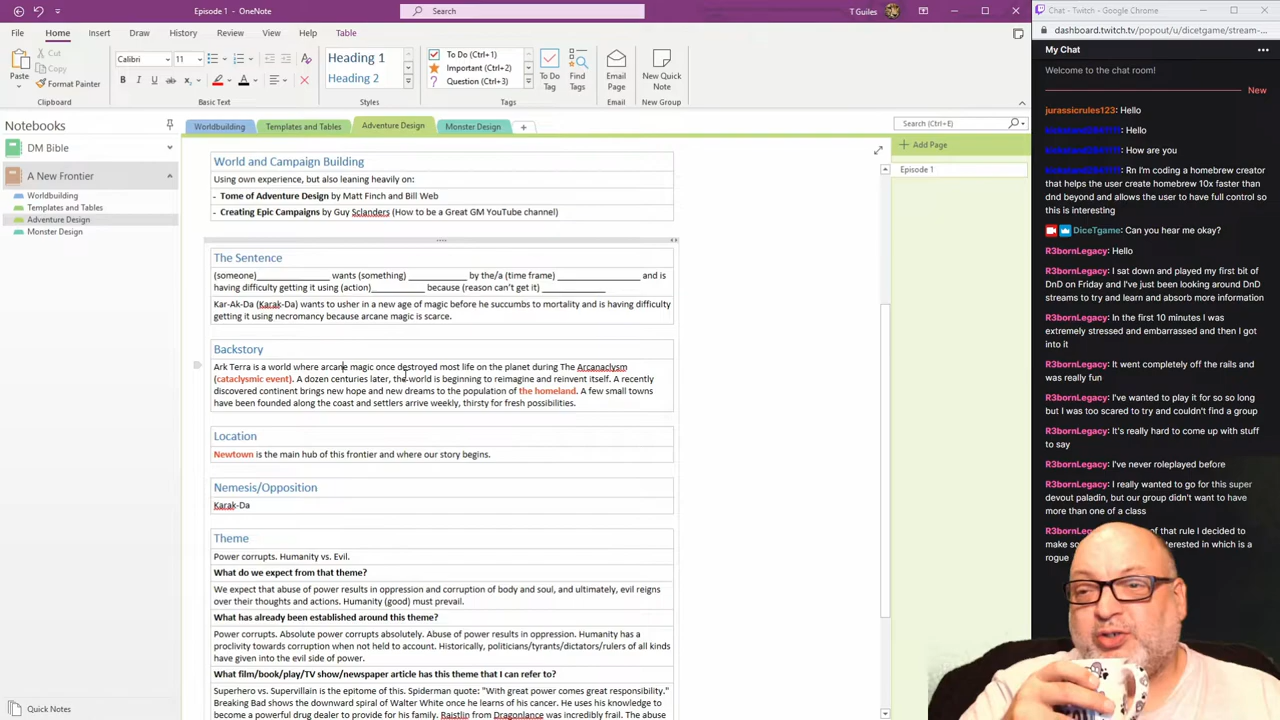 Episode 1 - OneNote
Search
T Guiles
File Home Insert Draw History Review View Help Table
Paste
Cut
Copy
Format Painter
Clipboard
Calibri 11
Basic Text
Heading 1
Heading 2
Styles
To Do (Ctrl+1)
Important (Ctrl+2)
Question (Ctrl+3)
To Do Tag
Find Tags
Tags
Email Page
Email
New Quick Note
New Group
Notebooks
DM Bible
A New Frontier
Worldbuilding
Templates and Tables
Adventure Design
Monster Design
Quick Notes
Worldbuilding Templates and Tables Adventure Design Monster Design
Search (Ctrl+E)
Add Page
Episode 1
World and Campaign Building
Using own experience, but also leaning heavily on:
- Tome of Adventure Design by Matt Finch and Bill Web
- Creating Epic Campaigns by Guy Sclanders (How to be a Great GM YouTube channel)
The Sentence
(someone)_________________ wants (something) ______________ by the/a (time frame) ____________________ and is
having difficulty getting it using (action)_____________ because (reason can't get it) _______________
Kar-Ak-Da (Karak-Da) wants to usher in a new age of magic before he succumbs to mortality and is having difficulty
getting it using necromancy because arcane magic is scarce.
Backstory
Ark Terra is a world where arcane magic once destroyed most life on the planet during The Arcanaclysm
(cataclysmic event). A dozen centuries later, the world is beginning to reimagine and reinvent itself. A recently
discovered continent brings new hope and new dreams to the population of the homeland. A few small towns
have been founded along the coast and settlers arrive weekly, thirsty for fresh possibilities.
Location
Newtown is the main hub of this frontier and where our story begins.
Nemesis/Opposition
Karak-Da
Theme
Power corrupts. Humanity vs. Evil.
What do we expect from that theme?
We expect that abuse of power results in oppression and corruption of body and soul, and ultimately, evil reigns
over their thoughts and actions. Humanity (good) must prevail.
What has already been established around this theme?
Power corrupts. Absolute power corrupts absolutely. Abuse of power results in oppression. Humanity has a
proclivity towards corruption when not held to account. Historically, politicians/tyrants/dictators/rulers of all kinds
have given into the evil side of power.
What film/book/play/TV show/newspaper article has this theme that I can refer to?
Superhero vs. Supervillain is the epitome of this. Spiderman quote: "With great power comes great responsibility."
Breaking Bad shows the downward spiral of Walter White once he learns of his cancer. He uses his knowledge to
become a powerful drug dealer to provide for his family. Raistlin from Dragonlance was incredibly frail. The abuse
Chat - Twitch - Google Chrome
dashboard.twitch.tv/popout/u/dicetgame/stream-...
My Chat
Welcome to the chat room!
New
jurassicrules123: Hello
Hello
How are you
Rn I'm coding a homebrew creator
that helps the user create homebrew 10x faster than
dnd beyond and allows the user to have full control so
this is interesting
DiceTgame: Can you hear me okay?
R3bornLegacy: Hello
R3bornLegacy: I sat down and played my first bit of
DnD on Friday and I've just been looking around DnD
streams to try and learn and absorb more information
R3bornLegacy: In the first 10 minutes I was
extremely stressed and embarrassed and then I got
into it
R3bornLegacy: It went completely off the rails and
was really fun
R3bornLegacy: I've wanted to play it for so so long
but I was too scared to try and couldn't find a group
R3bornLegacy: It's really hard to come up with stuff
to say
R3bornLegacy: I've never roleplayed before
R3bornLegacy: I really wanted to go for this super
devout paladin, but our group didn't want to have
more than one of a class
of that rule I decided to
make so
terested in which is a
rogue